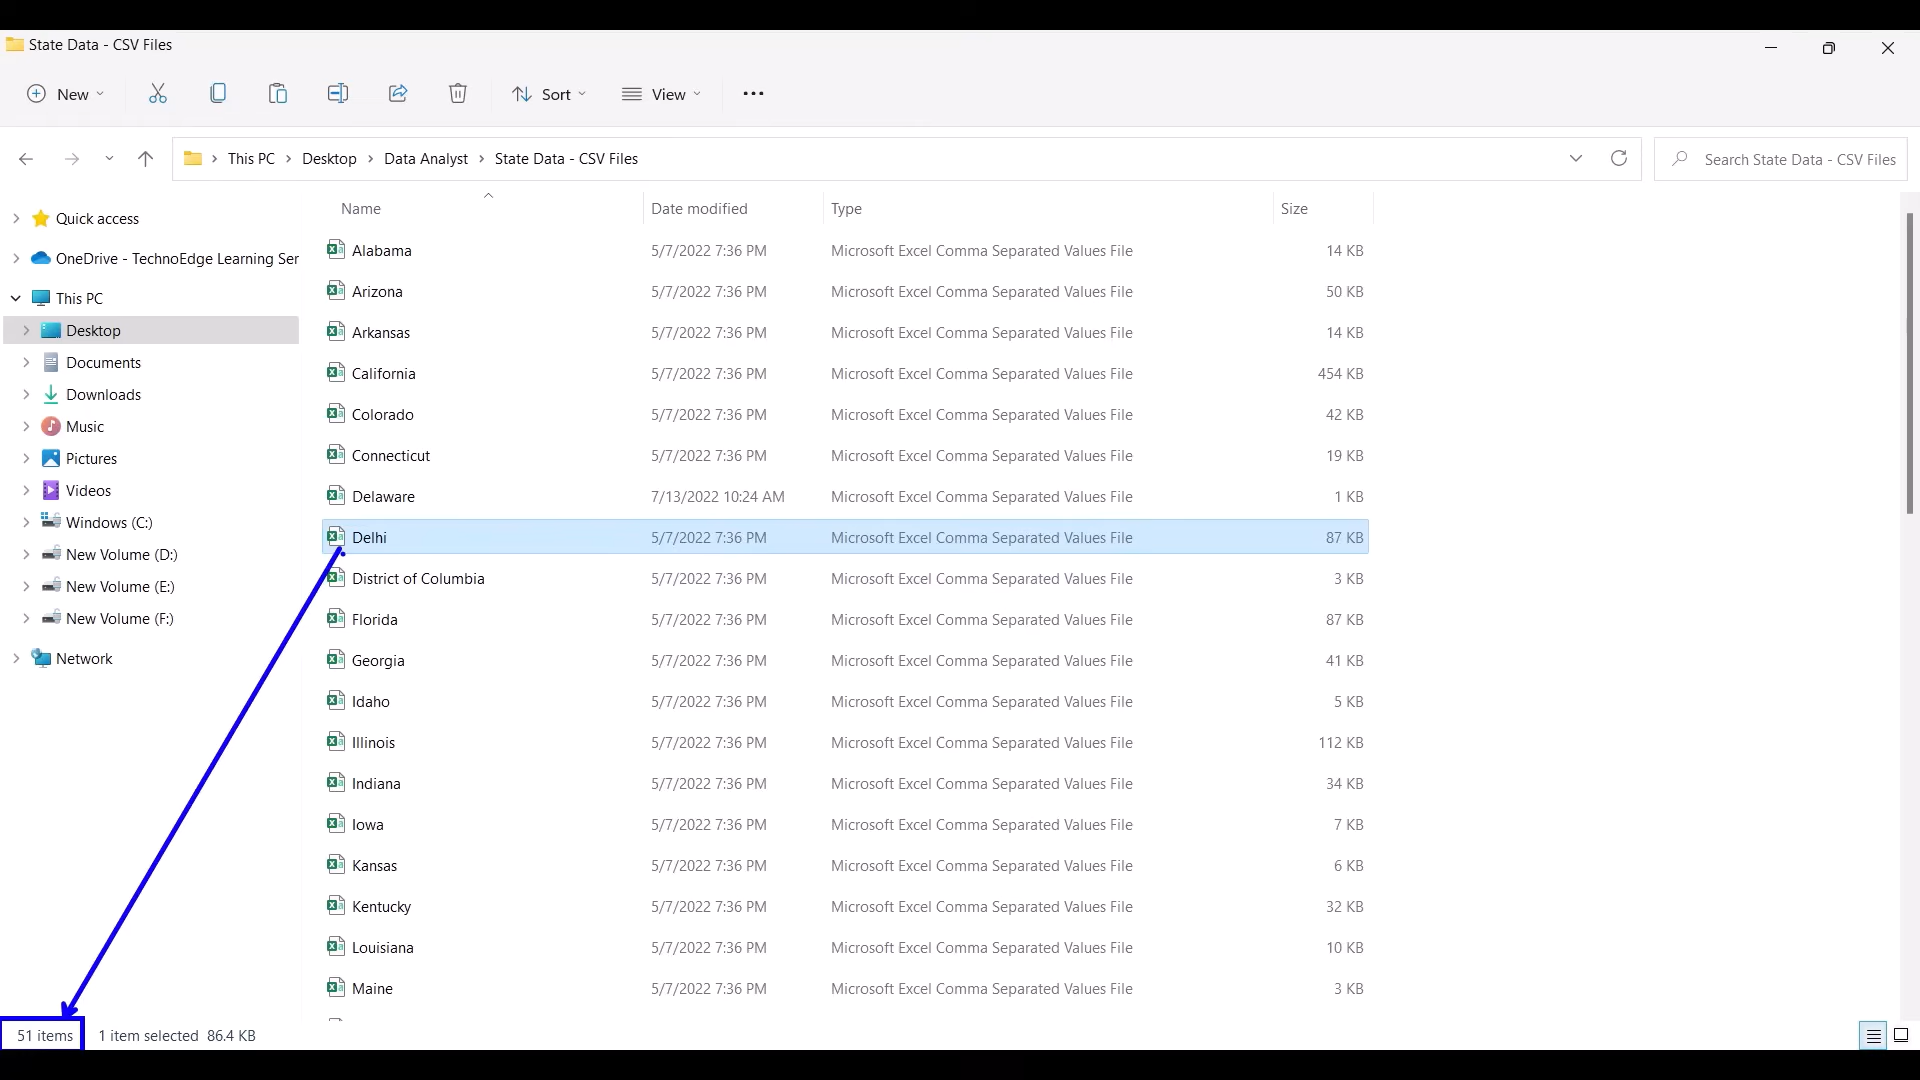 State Data - CSV Files
New Sort View
This PC Desktop Data Analyst State Data - CSV Files Search State Data - CSV Files
Quick access
OneDrive - TechnoEdge Learning Ser
This PC
Desktop
Documents
Downloads
Music
Pictures
Videos
Windows (C:)
New Volume (D:)
New Volume (E:)
New Volume (F:)
Network
Name Date modified Type Size
Alabama 5/7/2022 7:36 PM Microsoft Excel Comma Separated Values File 14 KB
Arizona 5/7/2022 7:36 PM Microsoft Excel Comma Separated Values File 50 KB
Arkansas 5/7/2022 7:36 PM Microsoft Excel Comma Separated Values File 14 KB
California 5/7/2022 7:36 PM Microsoft Excel Comma Separated Values File 454 KB
Colorado 5/7/2022 7:36 PM Microsoft Excel Comma Separated Values File 42 KB
Connecticut 5/7/2022 7:36 PM Microsoft Excel Comma Separated Values File 19 KB
Delaware 7/13/2022 10:24 AM Microsoft Excel Comma Separated Values File 1 KB
Delhi 5/7/2022 7:36 PM Microsoft Excel Comma Separated Values File 87 KB
District of Columbia 5/7/2022 7:36 PM Microsoft Excel Comma Separated Values File 3 KB
Florida 5/7/2022 7:36 PM Microsoft Excel Comma Separated Values File 87 KB
Georgia 5/7/2022 7:36 PM Microsoft Excel Comma Separated Values File 41 KB
Idaho 5/7/2022 7:36 PM Microsoft Excel Comma Separated Values File 5 KB
Illinois 5/7/2022 7:36 PM Microsoft Excel Comma Separated Values File 112 KB
Indiana 5/7/2022 7:36 PM Microsoft Excel Comma Separated Values File 34 KB
Iowa 5/7/2022 7:36 PM Microsoft Excel Comma Separated Values File 7 KB
Kansas 5/7/2022 7:36 PM Microsoft Excel Comma Separated Values File 6 KB
Kentucky 5/7/2022 7:36 PM Microsoft Excel Comma Separated Values File 32 KB
Louisiana 5/7/2022 7:36 PM Microsoft Excel Comma Separated Values File 10 KB
Maine 5/7/2022 7:36 PM Microsoft Excel Comma Separated Values File 3 KB
51 items 1 item selected 86.4 KB